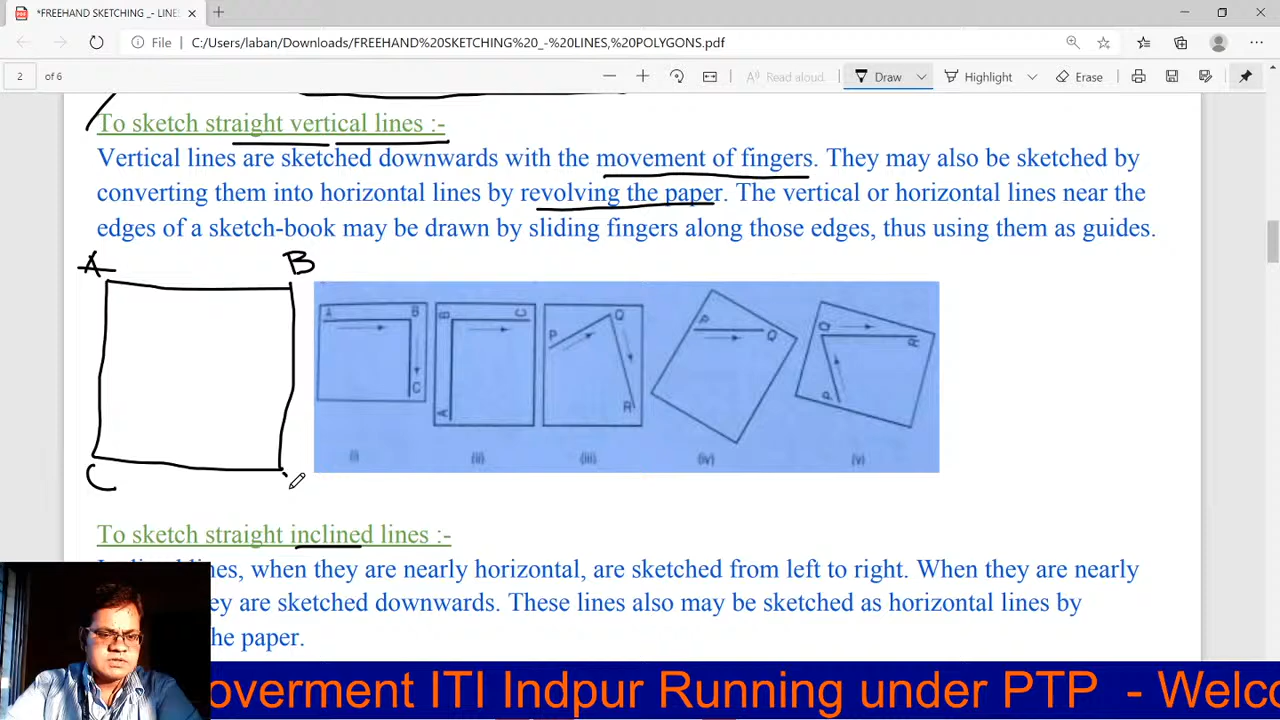 *FREEHAND SKETCHING _- LINE
File
C:/Users/laban/Downloads/FREEHAND%20SKETCHING%20_-%20LINES,%20POLYGONS.pdf
2 of 6
Read aloud
Draw
Highlight
Erase
To sketch straight vertical lines :-
Vertical lines are sketched downwards with the movement of fingers. They may also be sketched by
converting them into horizontal lines by revolving the paper. The vertical or horizontal lines near the
edges of a sketch-book may be drawn by sliding fingers along those edges, thus using them as guides.
A B
C
A B C
A B C
P Q R
P Q
P Q R
(i) (ii) (iii) (iv) (v)
To sketch straight inclined lines :-
lines, when they are nearly horizontal, are sketched from left to right. When they are nearly
are sketched downwards. These lines also may be sketched as horizontal lines by
the paper.
overment ITI Indpur Running under PTP - Welc